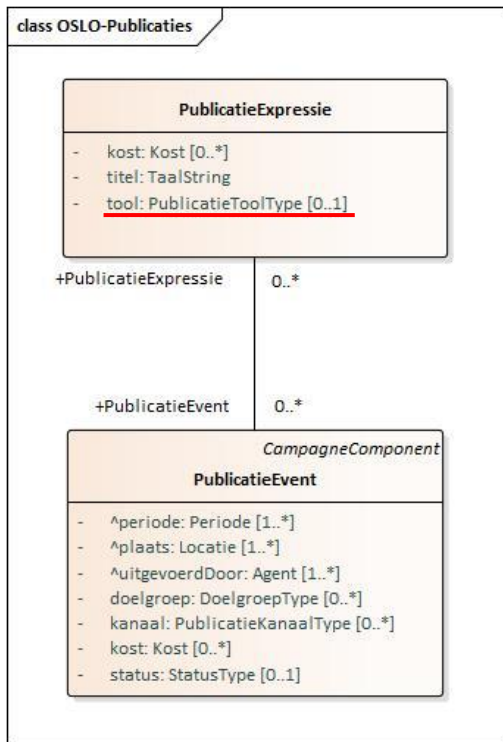 class OSLO-Publicaties
PublicatieExpressie
- kost: Kost [0..*]
- titel: TaalString
- tool: PublicatieToolType [0..1]
+PublicatieExpressie 0..*
+PublicatieEvent 0..*
CampagneComponent
PublicatieEvent
- ^periode: Periode [1..*]
- ^plaats: Locatie [1..*]
- ^uitgevoerdDoor: Agent [1..*]
- doelgroep: DoelgroepType [0..*]
- kanaal: PublicatieKanaalType [0..*]
- kost: Kost [0..*]
- status: StatusType [0..1]